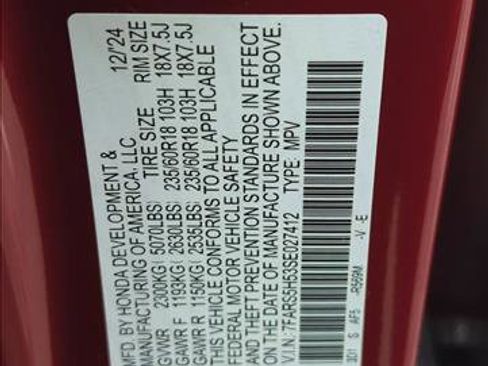 MFD. BY HONDA DEVELOPMENT & 12/'24
MANUFACTURING OF AMERICA, LLC
TIRE SIZE RIM SIZE
GVWR 2300KG ( 5070LBS)
GAWR F 1193KG ( 2630LBS) 235/60R18 103H 18X7.5J
GAWR R 1150KG ( 2535LBS) 235/60R18 103H 18X7.5J
THIS VEHICLE CONFORMS TO ALL APPLICABLE
FEDERAL MOTOR VEHICLE SAFETY
AND THEFT PREVENTION STANDARDS IN EFFECT
ON THE DATE OF MANUFACTURE SHOWN ABOVE.
V.I.N.: 7FARS5H53SE027412 TYPE: MPV
S AF5 -R569M -V -E